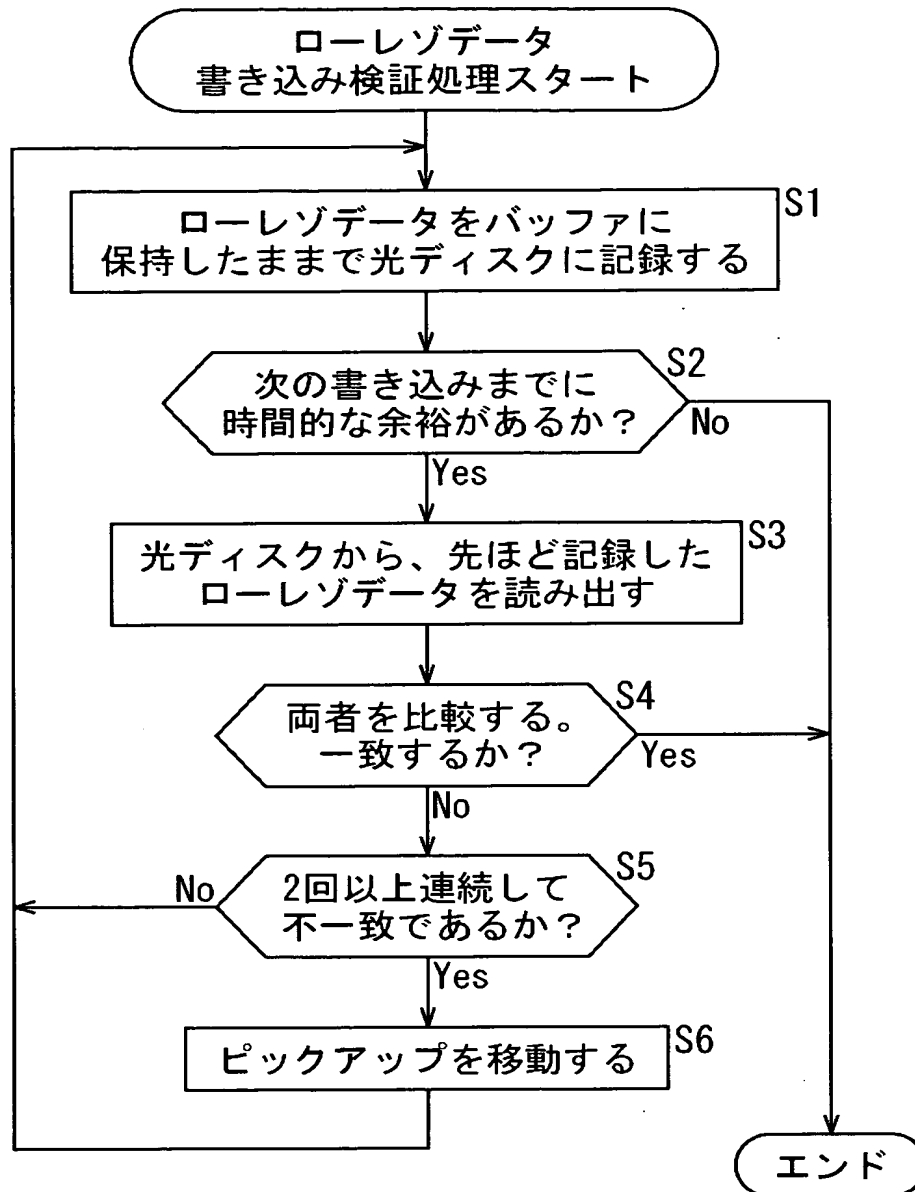 ローレゾデータ
書き込み検証処理スタート
S1
ローレゾデータをバッファに
保持したままで光ディスクに記録する
S2
次の書き込みまでに
時間的な余裕があるか？
No
Yes
S3
光ディスクから、先ほど記録した
ローレゾデータを読み出す
S4
両者を比較する。
一致するか？
Yes
No
S5
No
2回以上連続して
不一致であるか？
Yes
S6
ピックアップを移動する
エンド